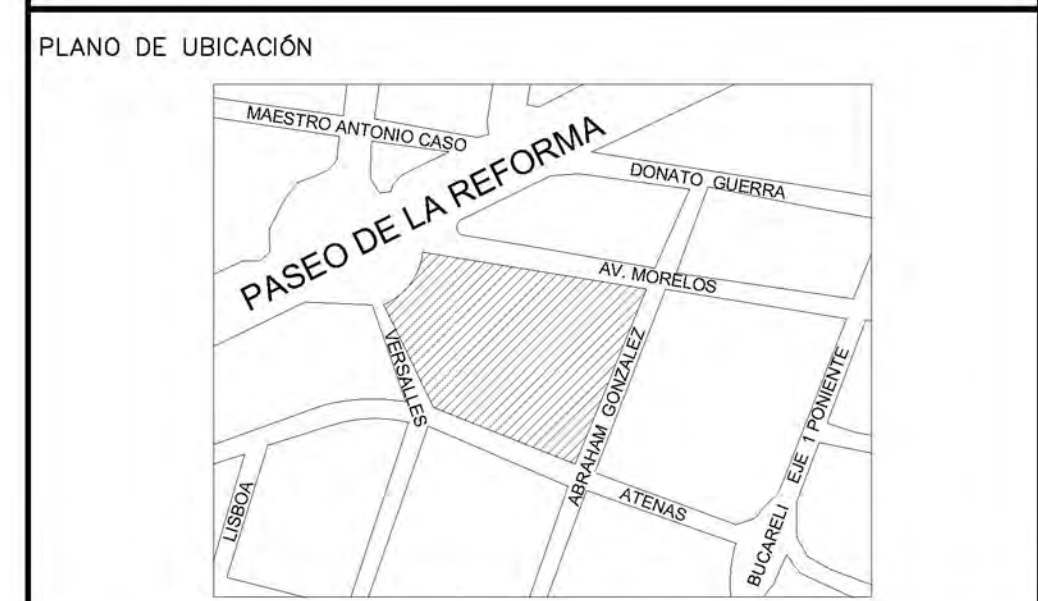 PLANO DE UBICACIÓN
MAESTRO ANTONIO CASO
PASEO DE LA REFORMA
DONATO GUERRA
AV. MORELOS
VERSALLES
ABRAHAM GONZALEZ
EJE 1 PONIENTE
LISBOA
ATENAS
BUCARELI